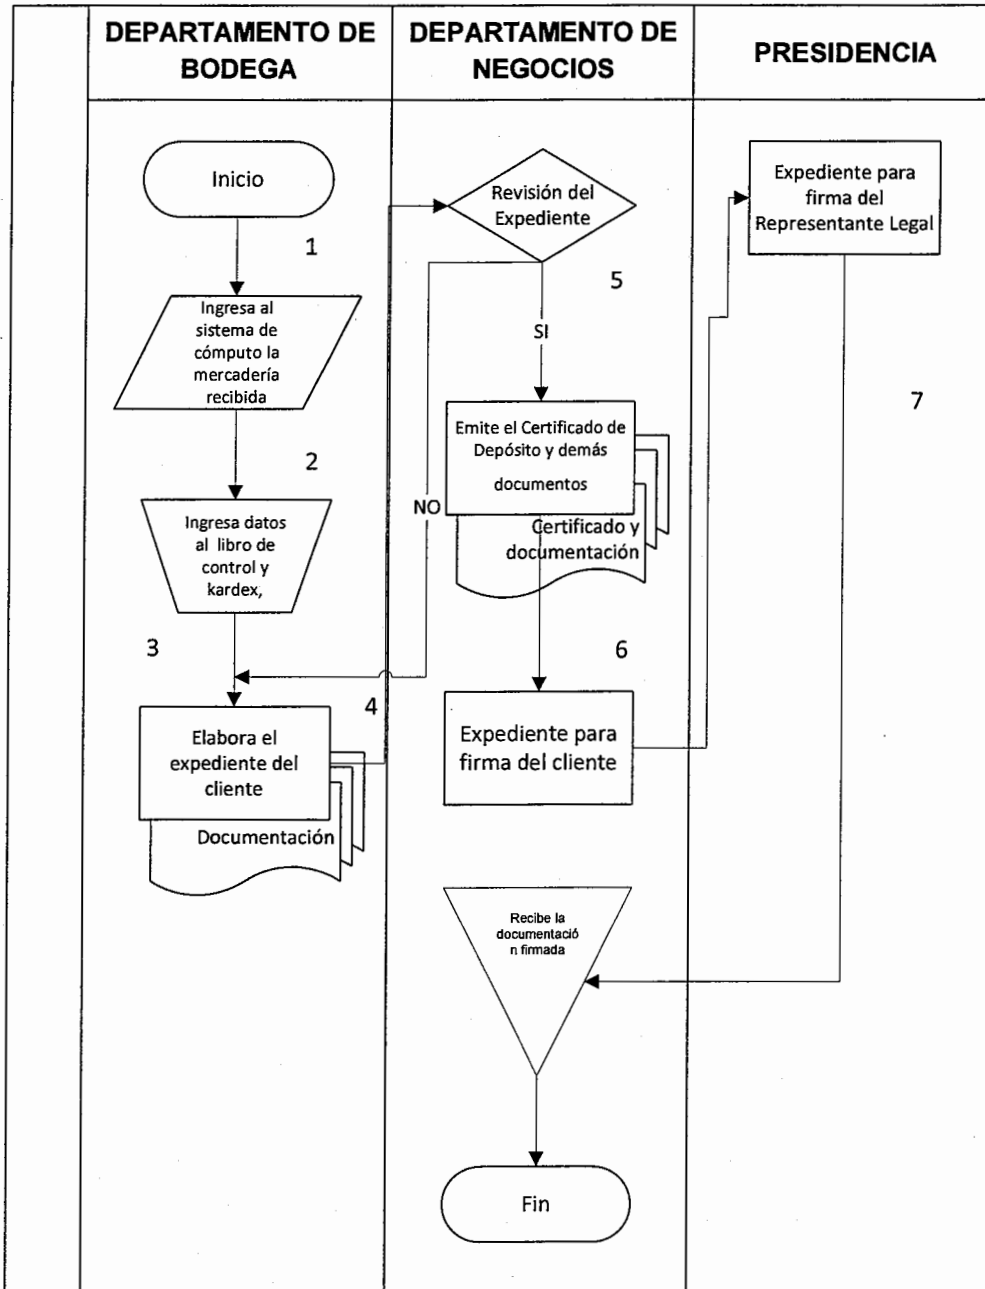 DEPARTAMENTO DE
BODEGA
DEPARTAMENTO DE
NEGOCIOS
PRESIDENCIA
Inicio
1
Ingresa al
sistema de
cómputo la
mercadería
recibida
2
Ingresa datos
al libro de
control y
kardex,
3
4
Elabora el
expediente del
cliente
Documentación
Revisión del
Expediente
5
SI
NO
Emite el Certificado de
Depósito y demás
documentos
Certificado y
documentación
6
Expediente para
firma del cliente
Expediente para
firma del
Representante Legal
7
Recibe la
documentació
n firmada
Fin